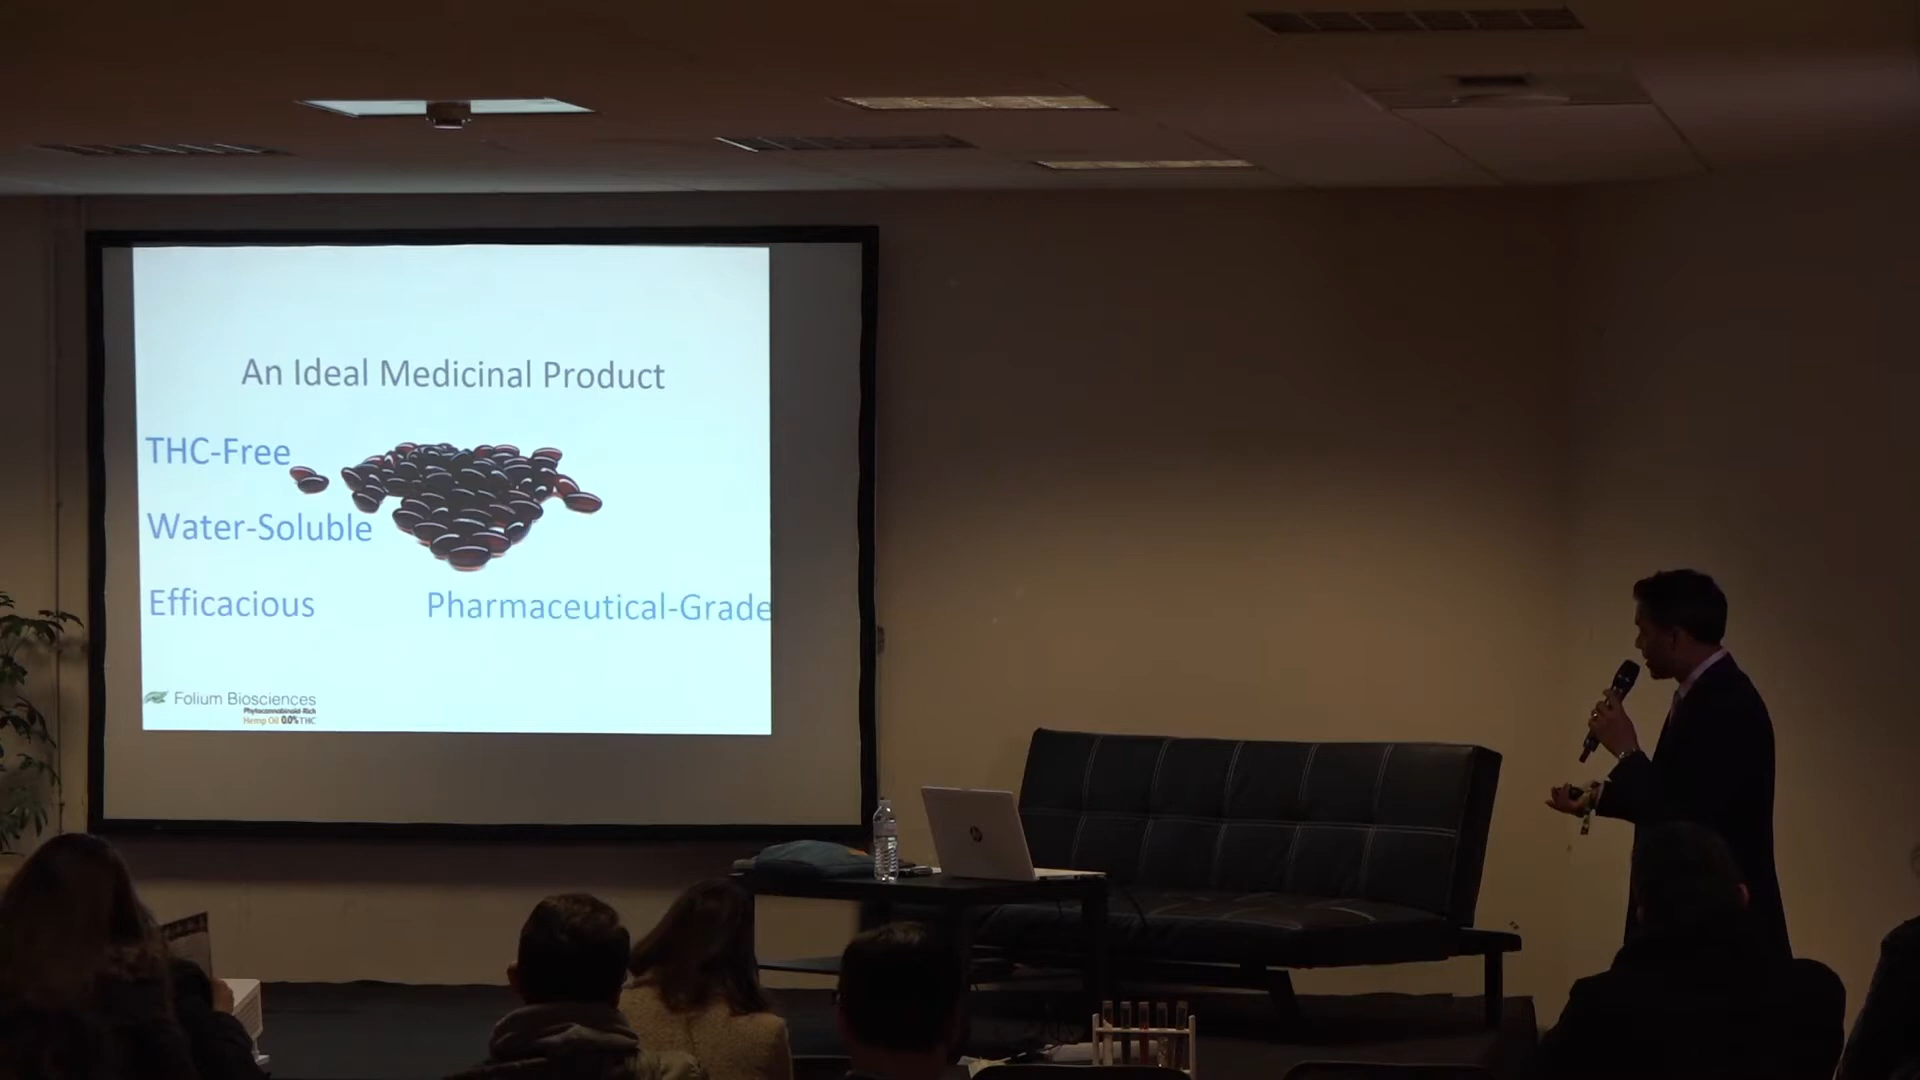 An Ideal Medicinal Product
THC-Free
Water-Soluble
Efficacious
Pharmaceutical-Grade
Folium Biosciences
Phytocannabinoid-Rich
Hemp Oil 0.0% THC
hp